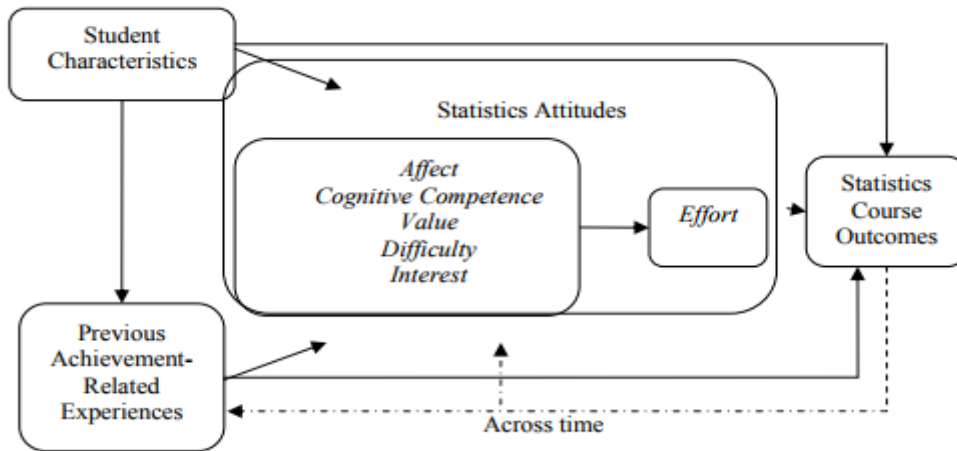 Student
Characteristics
Statistics Attitudes
Affect
Cognitive Competence
Value
Difficulty
Interest
Effort
Statistics
Course
Outcomes
Previous
Achievement-
Related
Experiences
Across time